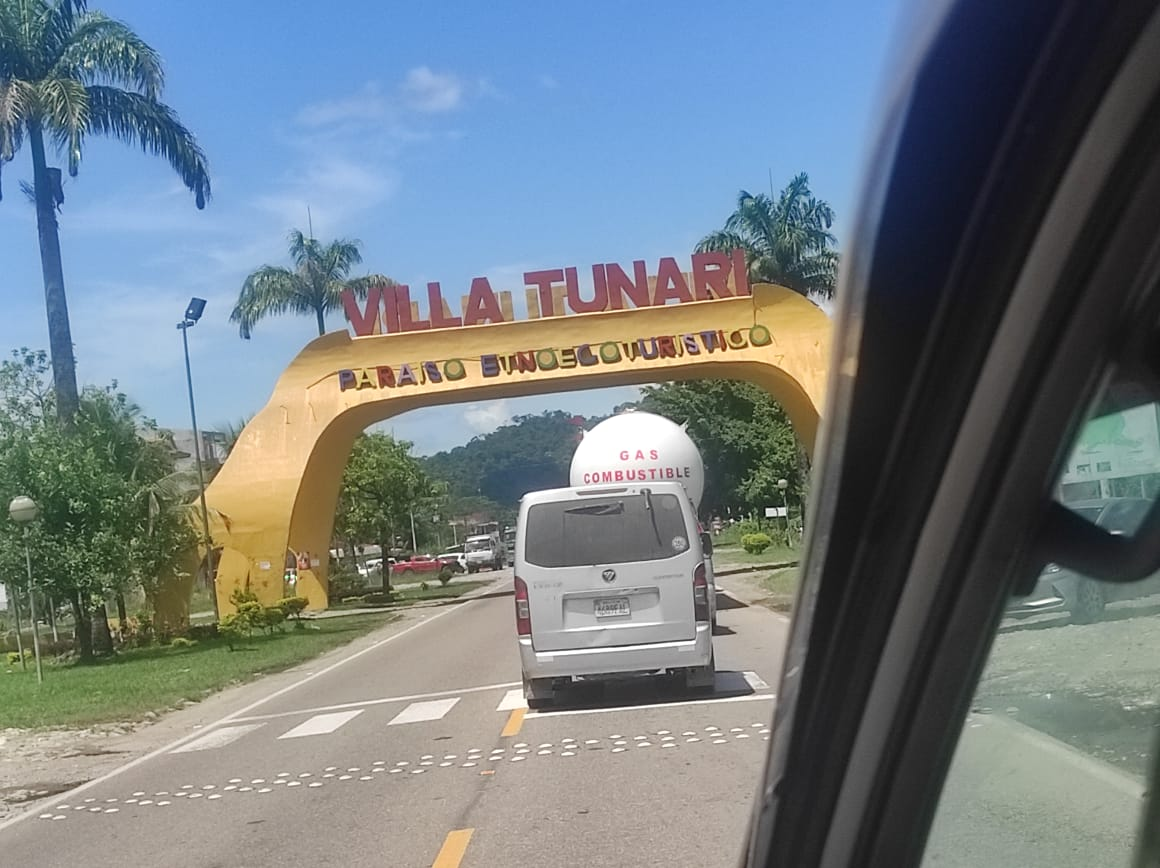 VILLA TUNARI
PARAISO ETNOECOTURISTICO
GAS
COMBUSTIBLE